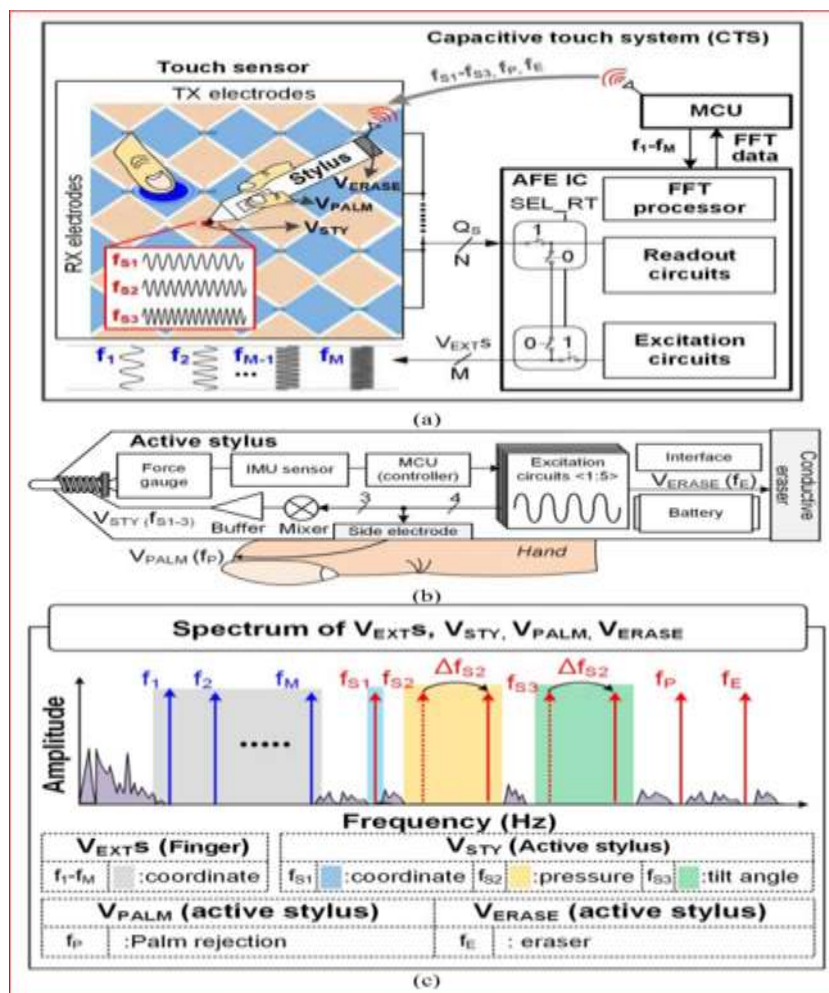 Capacitive touch system (CTS)
Touch sensor
TX electrodes
RX electrodes
fS1-fS3, fP, fE
MCU
f1-fM
FFT data
AFE IC
SEL_RT
FFT processor
Readout circuits
Excitation circuits
Stylus
VERASE
VPALM
VSTY
fS1
fS2
fS3
QS
N
1
0
0
1
VEXTS
M
f1
f2
fM-1
fM
(a)
Active stylus
Force gauge
IMU sensor
MCU (controller)
Excitation circuits <1:5>
Interface
VERASE (fE)
Battery
Conductive eraser
3
4
VSTY (fS1-3)
Buffer
Mixer
Side electrode
VPALM (fP)
Hand
(b)
Spectrum of VEXTS, VSTY, VPALM, VERASE
f1
f2
fM
fS1
fS2
ΔfS2
fS3
ΔfS2
fP
fE
Amplitude
Frequency (Hz)
VEXTS (Finger)
f1-fM :coordinate
VSTY (Active stylus)
fS1 :coordinate fS2 :pressure fS3 :tilt angle
VPALM (active stylus)
fP :Palm rejection
VERASE (active stylus)
fE : eraser
(c)